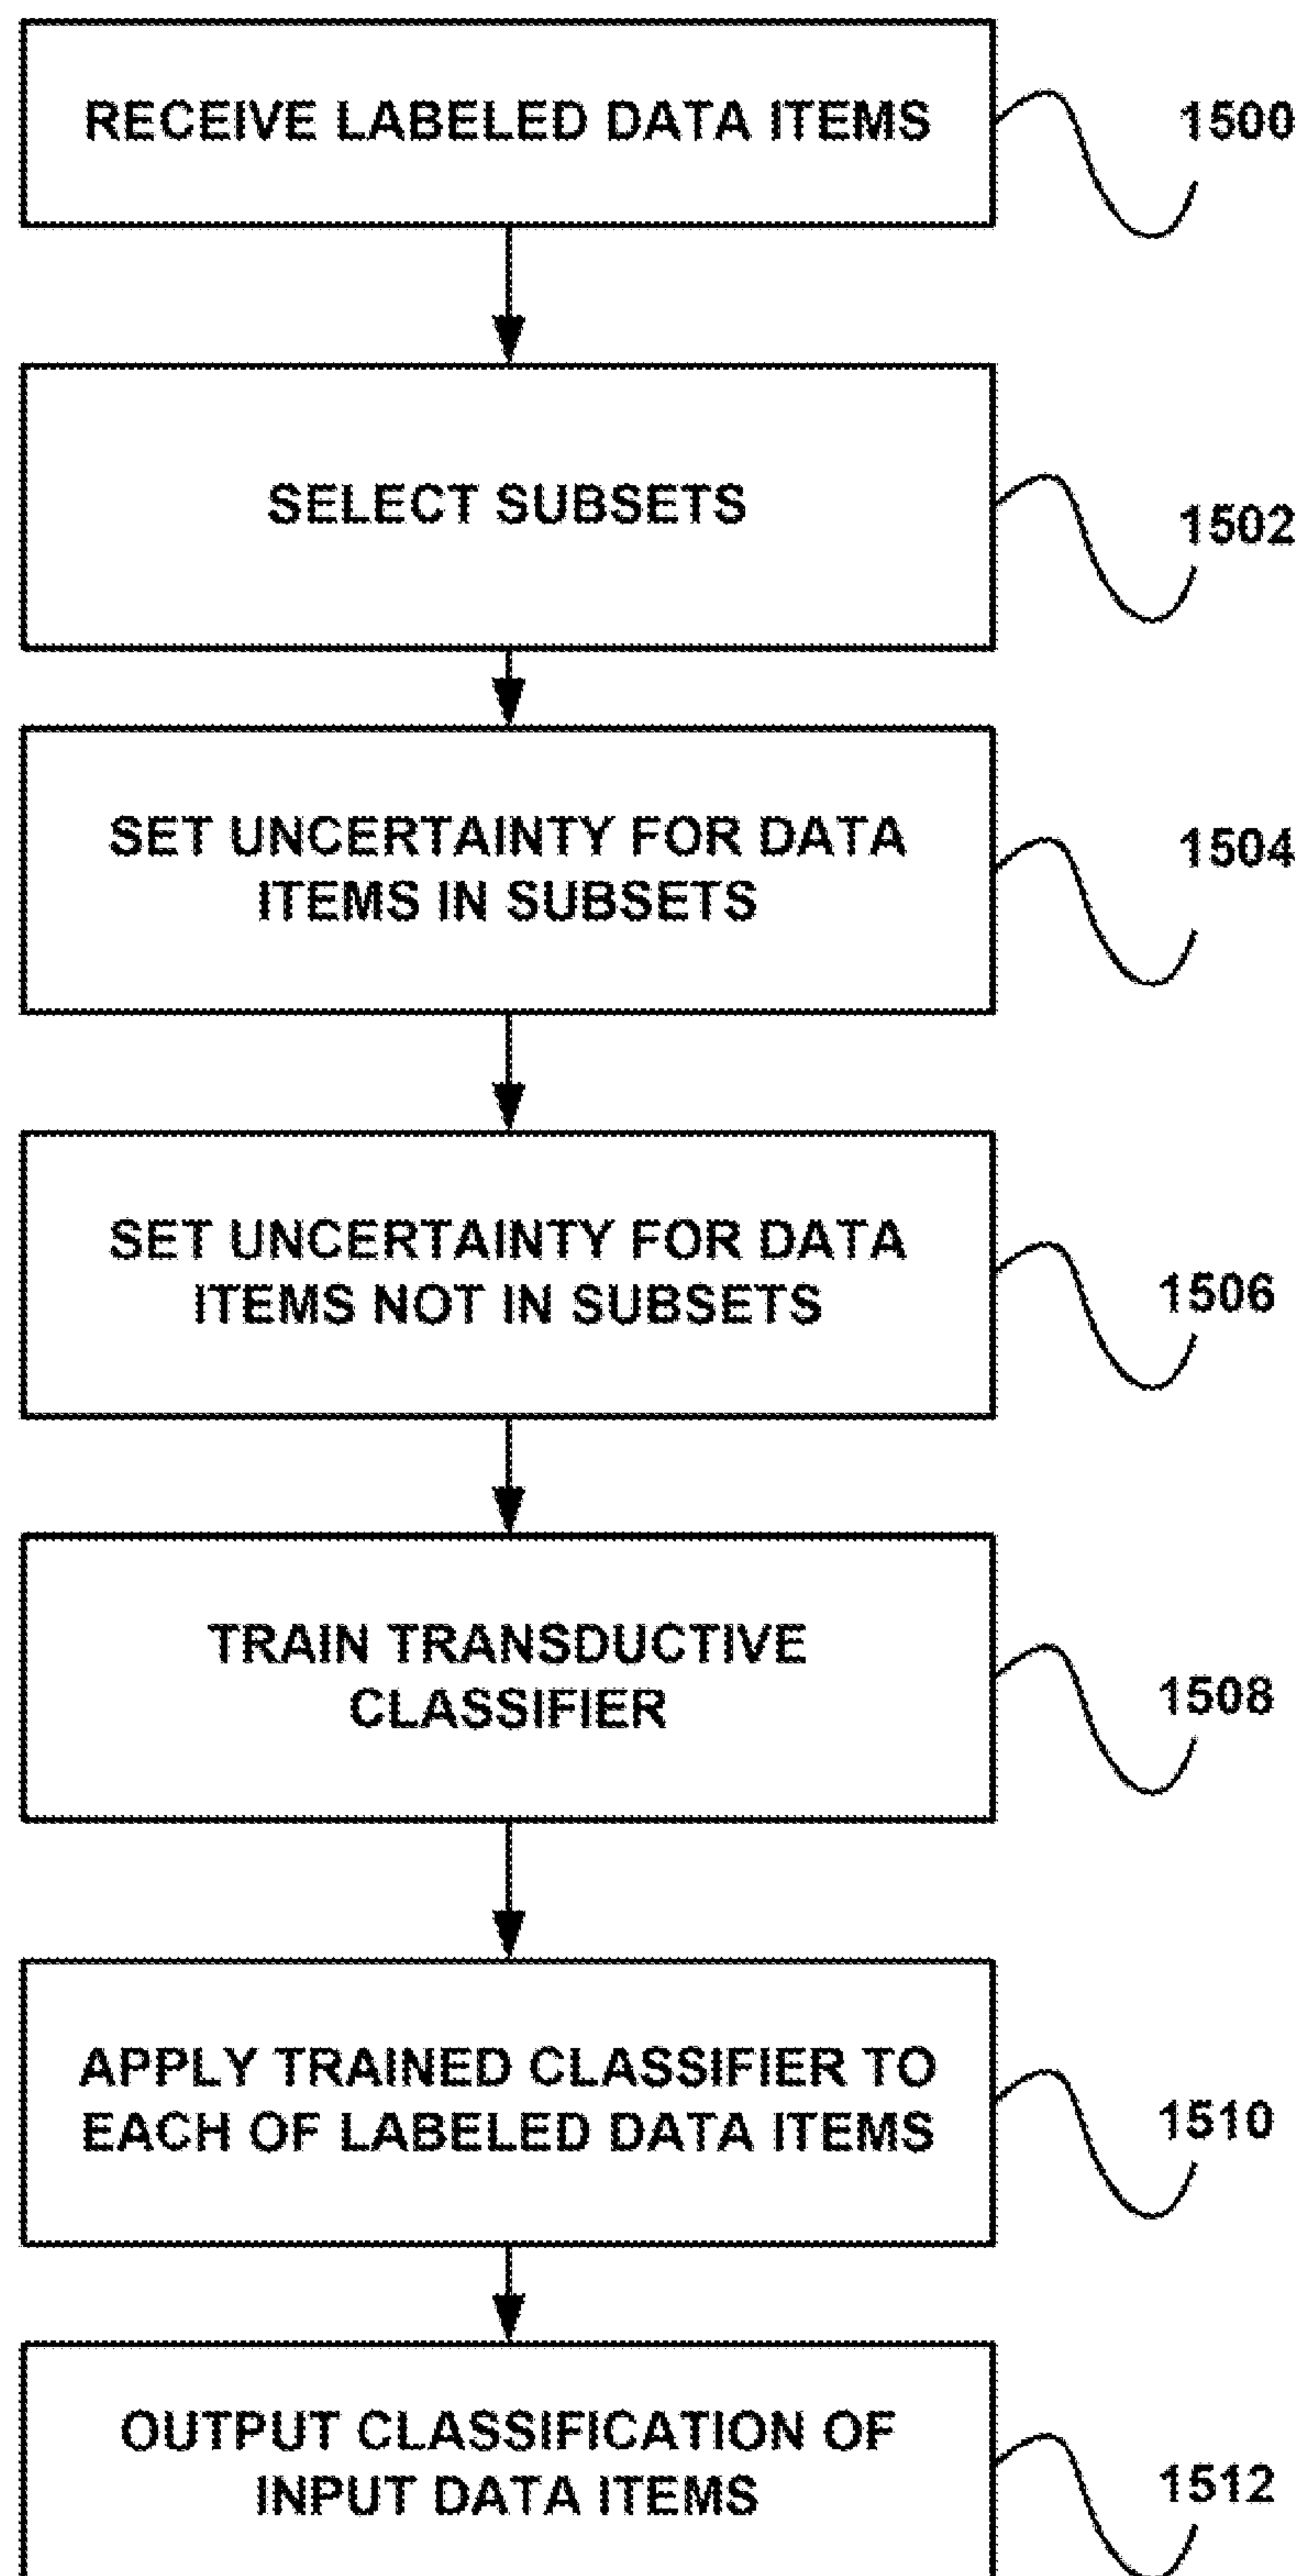 RECEIVE LABELED DATA ITEMS
1500
SELECT SUBSETS
1502
SET UNCERTAINTY FOR DATA
ITEMS IN SUBSETS
1504
SET UNCERTAINTY FOR DATA
ITEMS NOT IN SUBSETS
1506
TRAIN TRANSDUCTIVE
CLASSIFIER
1508
APPLY TRAINED CLASSIFIER TO
EACH OF LABELED DATA ITEMS
1510
OUTPUT CLASSIFICATION OF
INPUT DATA ITEMS
1512